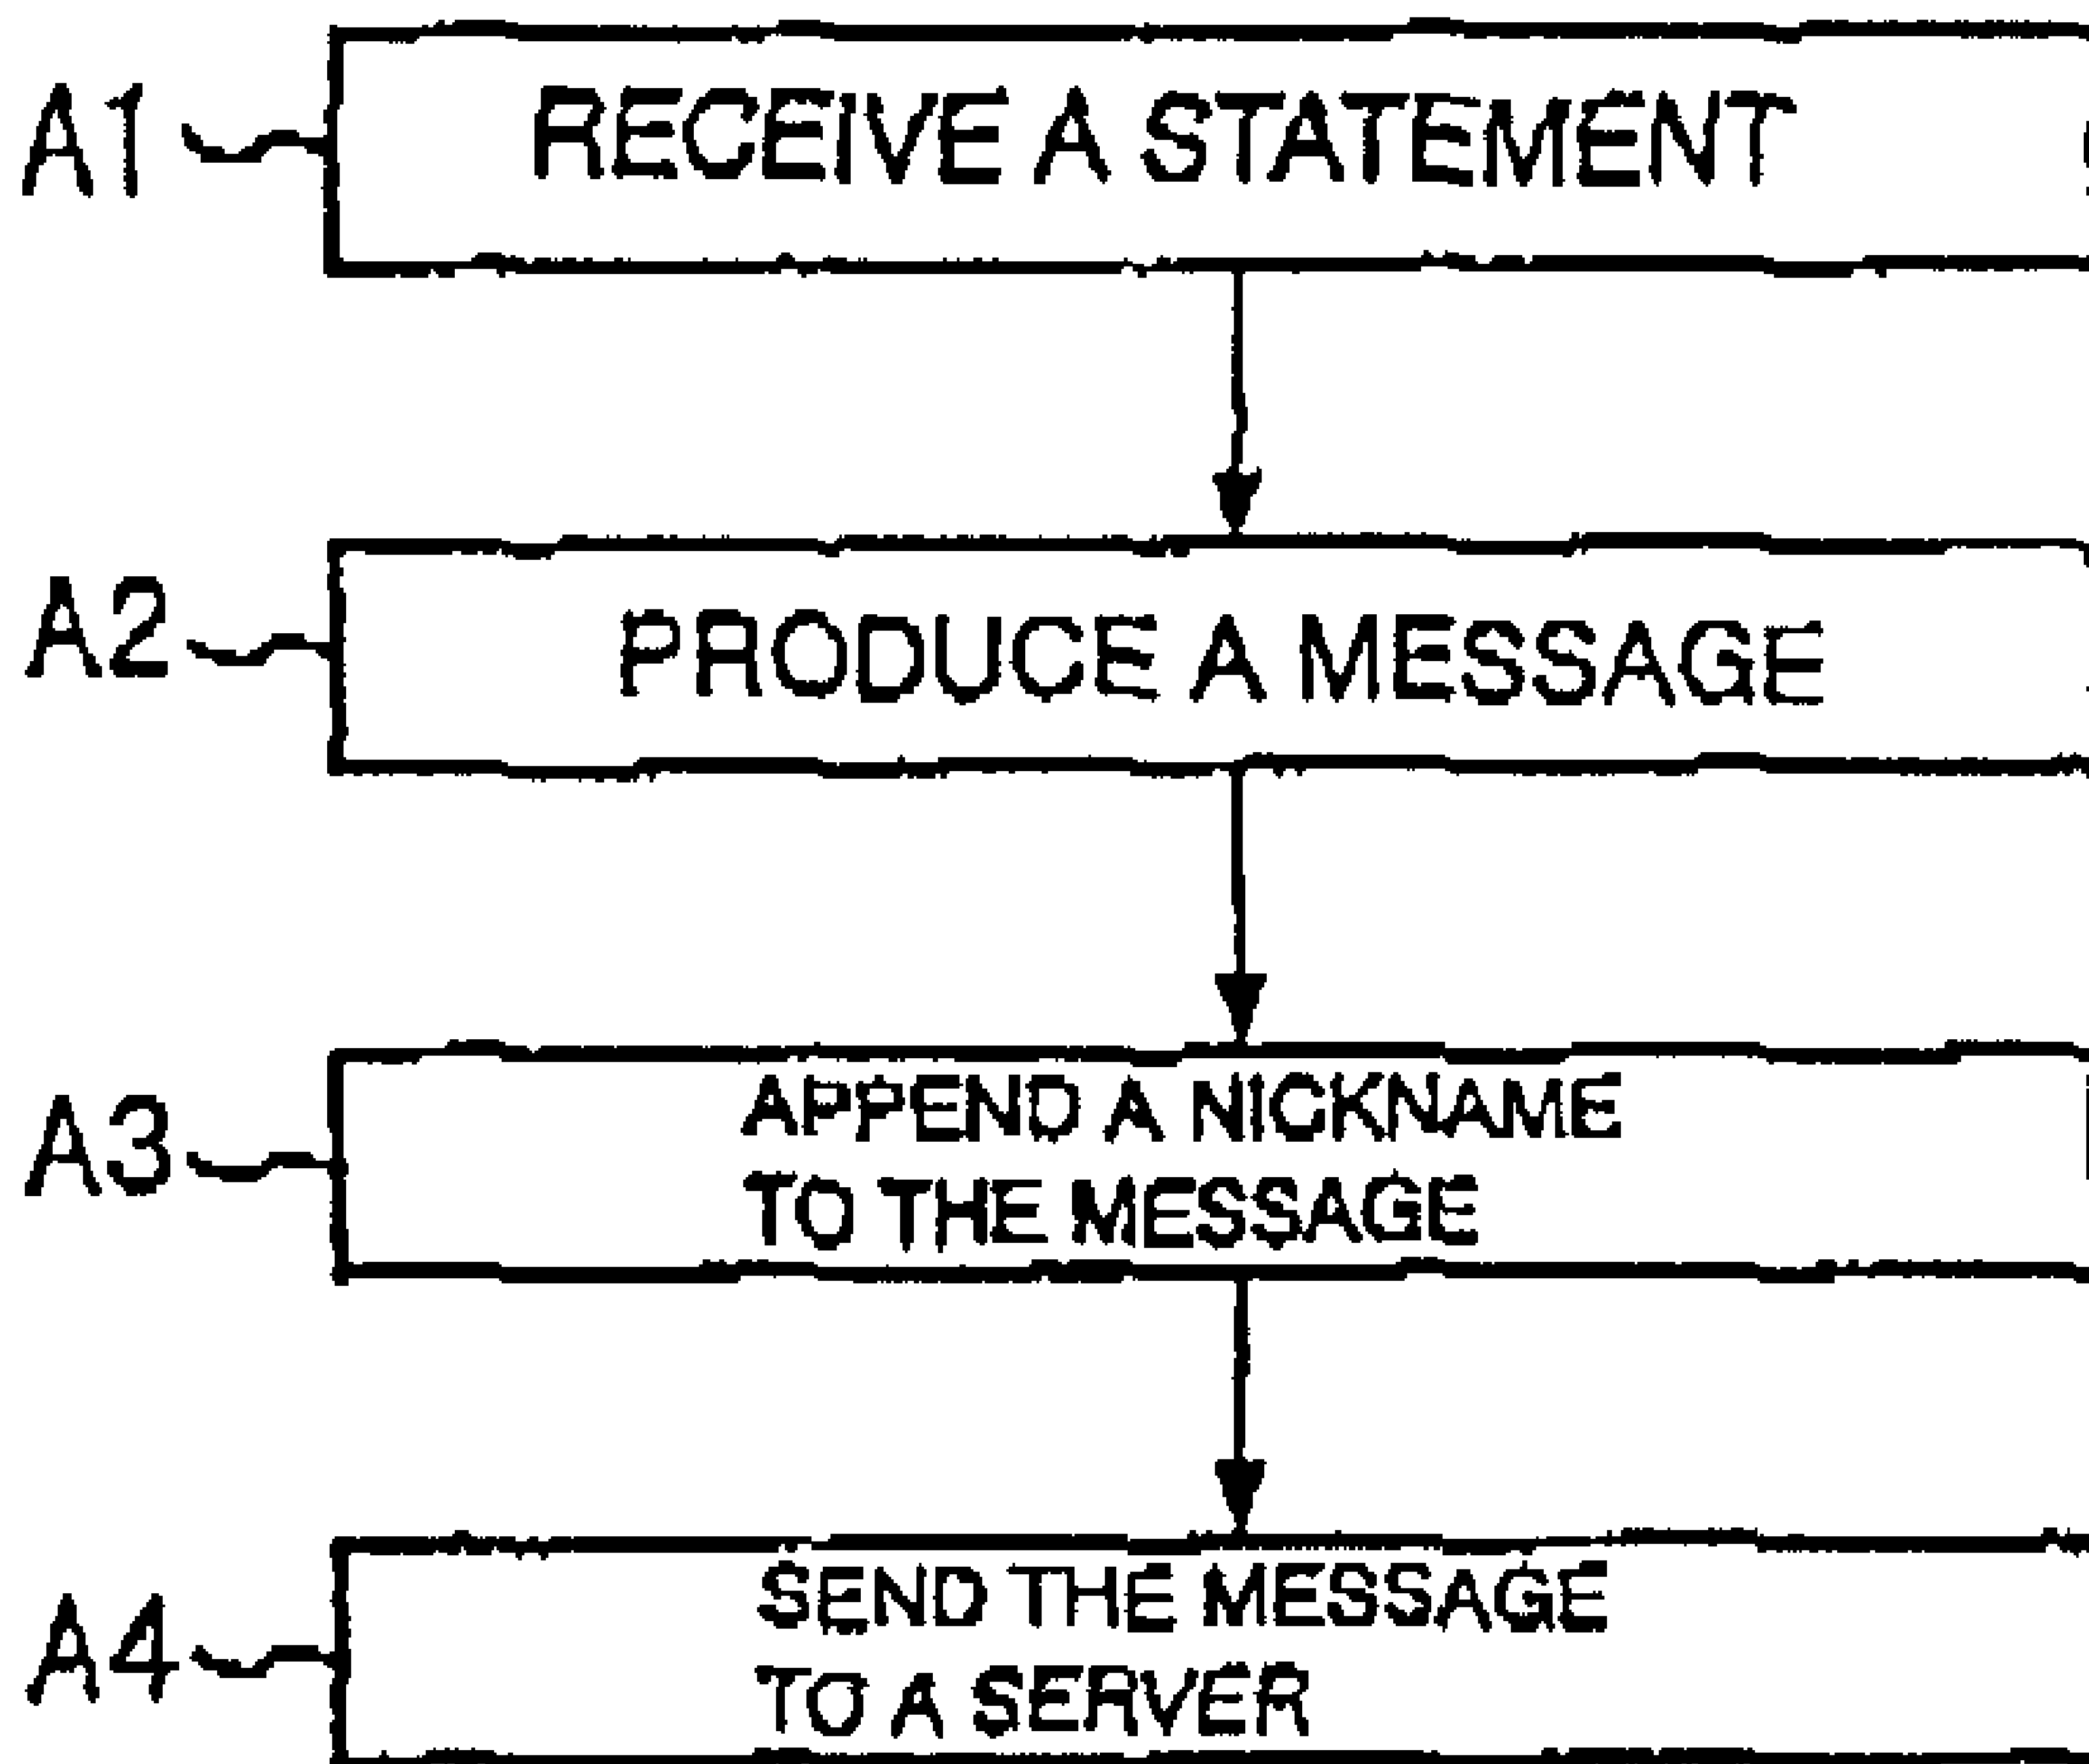 A1
RECEIVE A STATEMENT
A2
PRODUCE A MESSAGE
A3
APPEND A NICKNAME
TO THE MESSAGE
A4
SEND THE MESSAGE
TO A SERVER